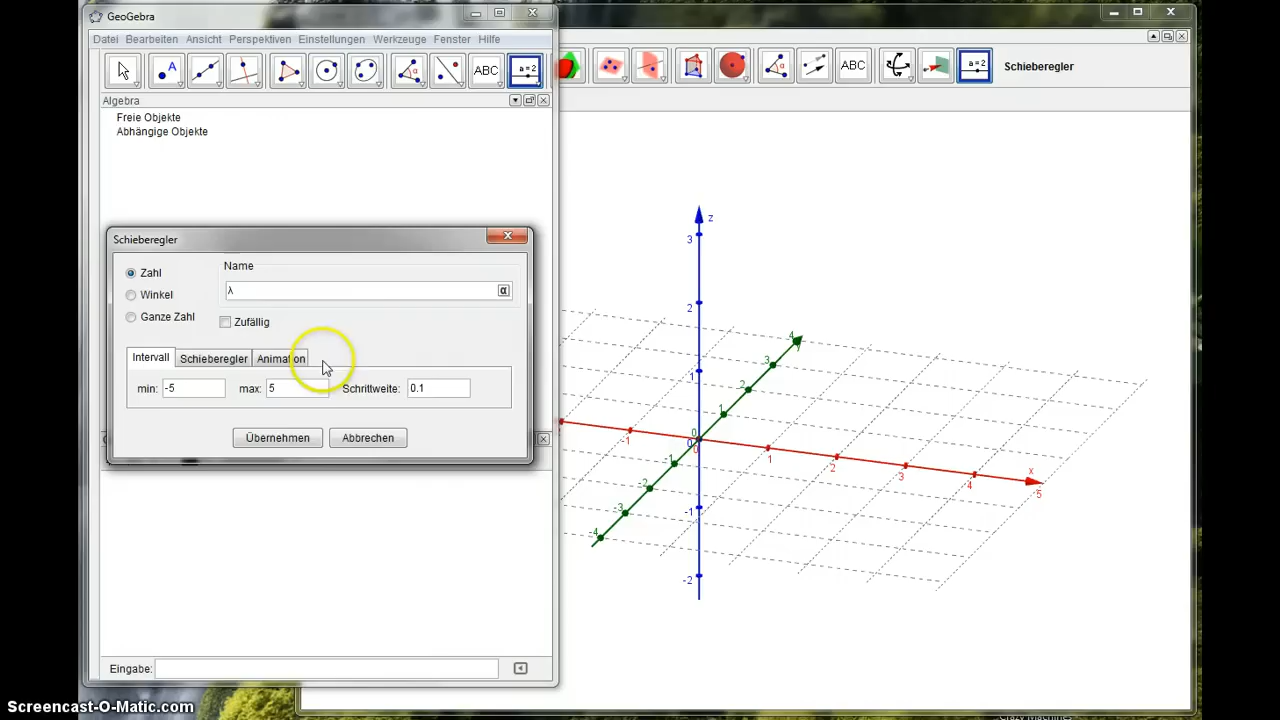 GeoGebra
Datei Bearbeiten Ansicht Perspektiven Einstellungen Werkzeuge Fenster Hilfe
A
α
ABC
a = 2
α
ABC
a = 2
Schieberegler
Algebra
Freie Objekte
Abhängige Objekte
Schieberegler
Zahl
Winkel
Ganze Zahl
Name
λ
α
Zufällig
Intervall Schieberegler Animation
min: -5 max: 5 Schrittweite: 0.1
Übernehmen Abbrechen
z
3
2
1
0
-1
-2
4
y
3
2
1
0
-1
-2
-3
-4
-1
0
1
2
3
4
5
x
Eingabe:
Screencast-O-Matic.com